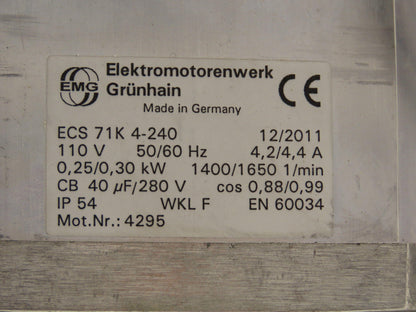 EMG
Elektromotorenwerk
Grünhain
Made in Germany
CE
ECS 71K 4-240 12/2011
110 V 50/60 Hz 4,2/4,4 A
0,25/0,30 kW 1400/1650 1/min
CB 40 µF/280 V cos 0,88/0,99
IP 54 WKL F EN 60034
Mot.Nr.: 4295